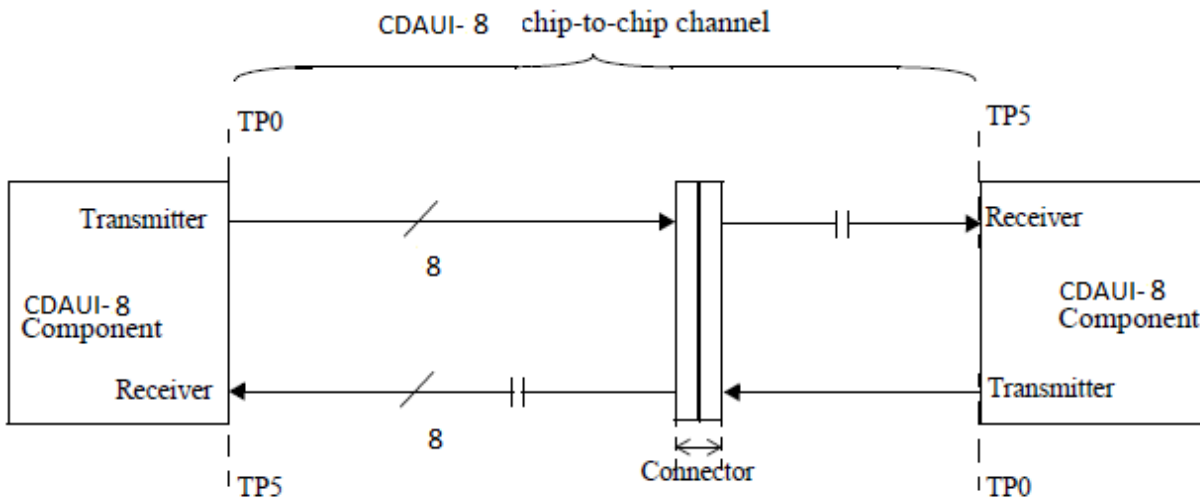 CDAUI- 8 chip-to-chip channel
TP0
TP5
Transmitter
Receiver
8
CDAUI- 8
Component
CDAUI- 8
Component
Receiver
Transmitter
8
Connector
TP5
TP0